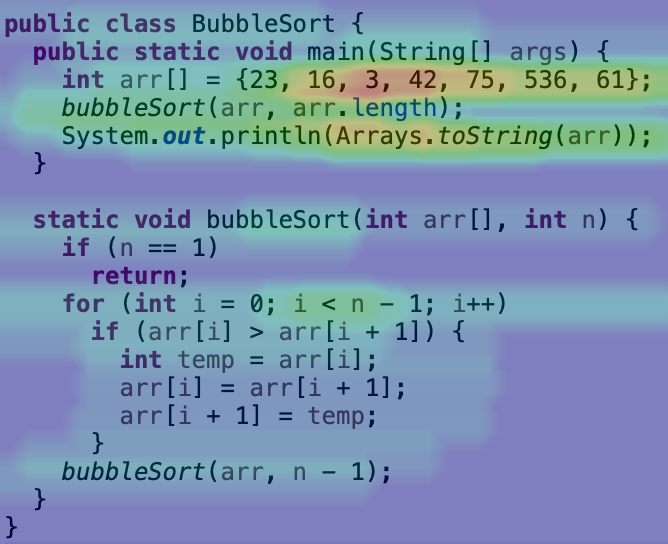 public class BubbleSort {
  public static void main(String[] args) {
    int arr[] = {23, 16, 3, 42, 75, 536, 61};
    bubbleSort(arr, arr.length);
    System.out.println(Arrays.toString(arr));
  }

  static void bubbleSort(int arr[], int n) {
    if (n == 1)
      return;
    for (int i = 0; i < n - 1; i++)
      if (arr[i] > arr[i + 1]) {
        int temp = arr[i];
        arr[i] = arr[i + 1];
        arr[i + 1] = temp;
      }
    bubbleSort(arr, n - 1);
  }
}